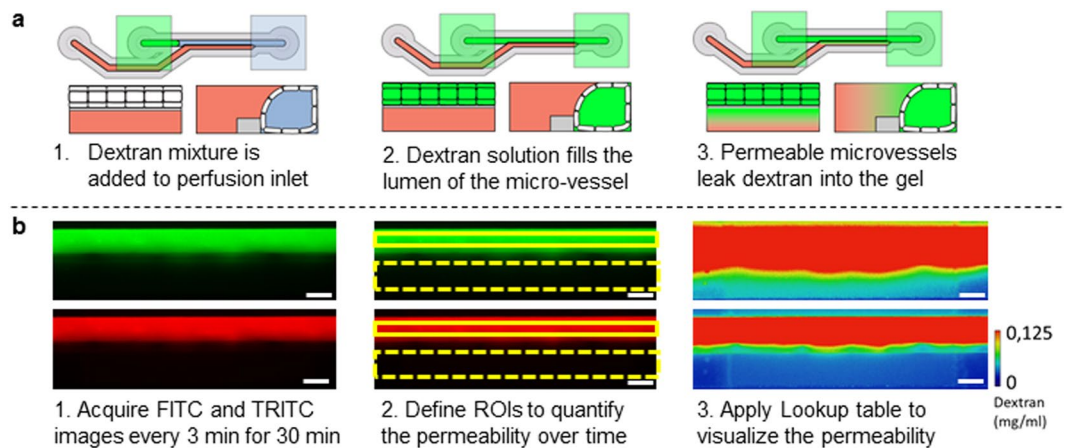 a
1. Dextran mixture is
added to perfusion inlet
2. Dextran solution fills the
lumen of the micro-vessel
3. Permeable microvessels
leak dextran into the gel
b
1. Acquire FITC and TRITC
images every 3 min for 30 min
2. Define ROIs to quantify
the permeability over time
3. Apply Lookup table to
visualize the permeability
0,125
0
Dextran
(mg/ml)